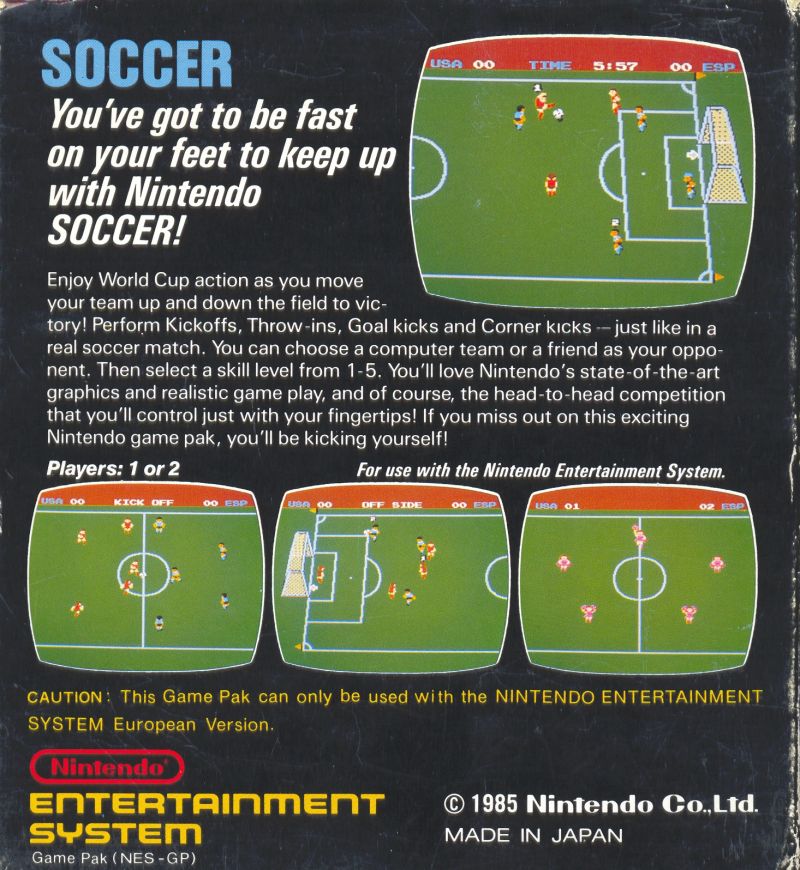 SOCCER
You've got to be fast
on your feet to keep up
with Nintendo
SOCCER!
USA 00 TIME 5:57 00 ESP
Enjoy World Cup action as you move
your team up and down the field to vic-
tory! Perform Kickoffs, Throw-ins, Goal kicks and Corner kicks — just like in a
real soccer match. You can choose a computer team or a friend as your oppo-
nent. Then select a skill level from 1-5. You'll love Nintendo's state-of-the-art
graphics and realistic game play, and of course, the head-to-head competition
that you'll control just with your fingertips! If you miss out on this exciting
Nintendo game pak, you'll be kicking yourself!
Players: 1 or 2
For use with the Nintendo Entertainment System.
USA 00 KICK OFF 00 ESP
USA 00 OFF SIDE 00 ESP
USA 01 02 ESP
CAUTION: This Game Pak can only be used with the NINTENDO ENTERTAINMENT
SYSTEM European Version.
Nintendo®
ENTERTAINMENT
SYSTEM
Game Pak (NES-GP)
© 1985 Nintendo Co.,Ltd.
MADE IN JAPAN